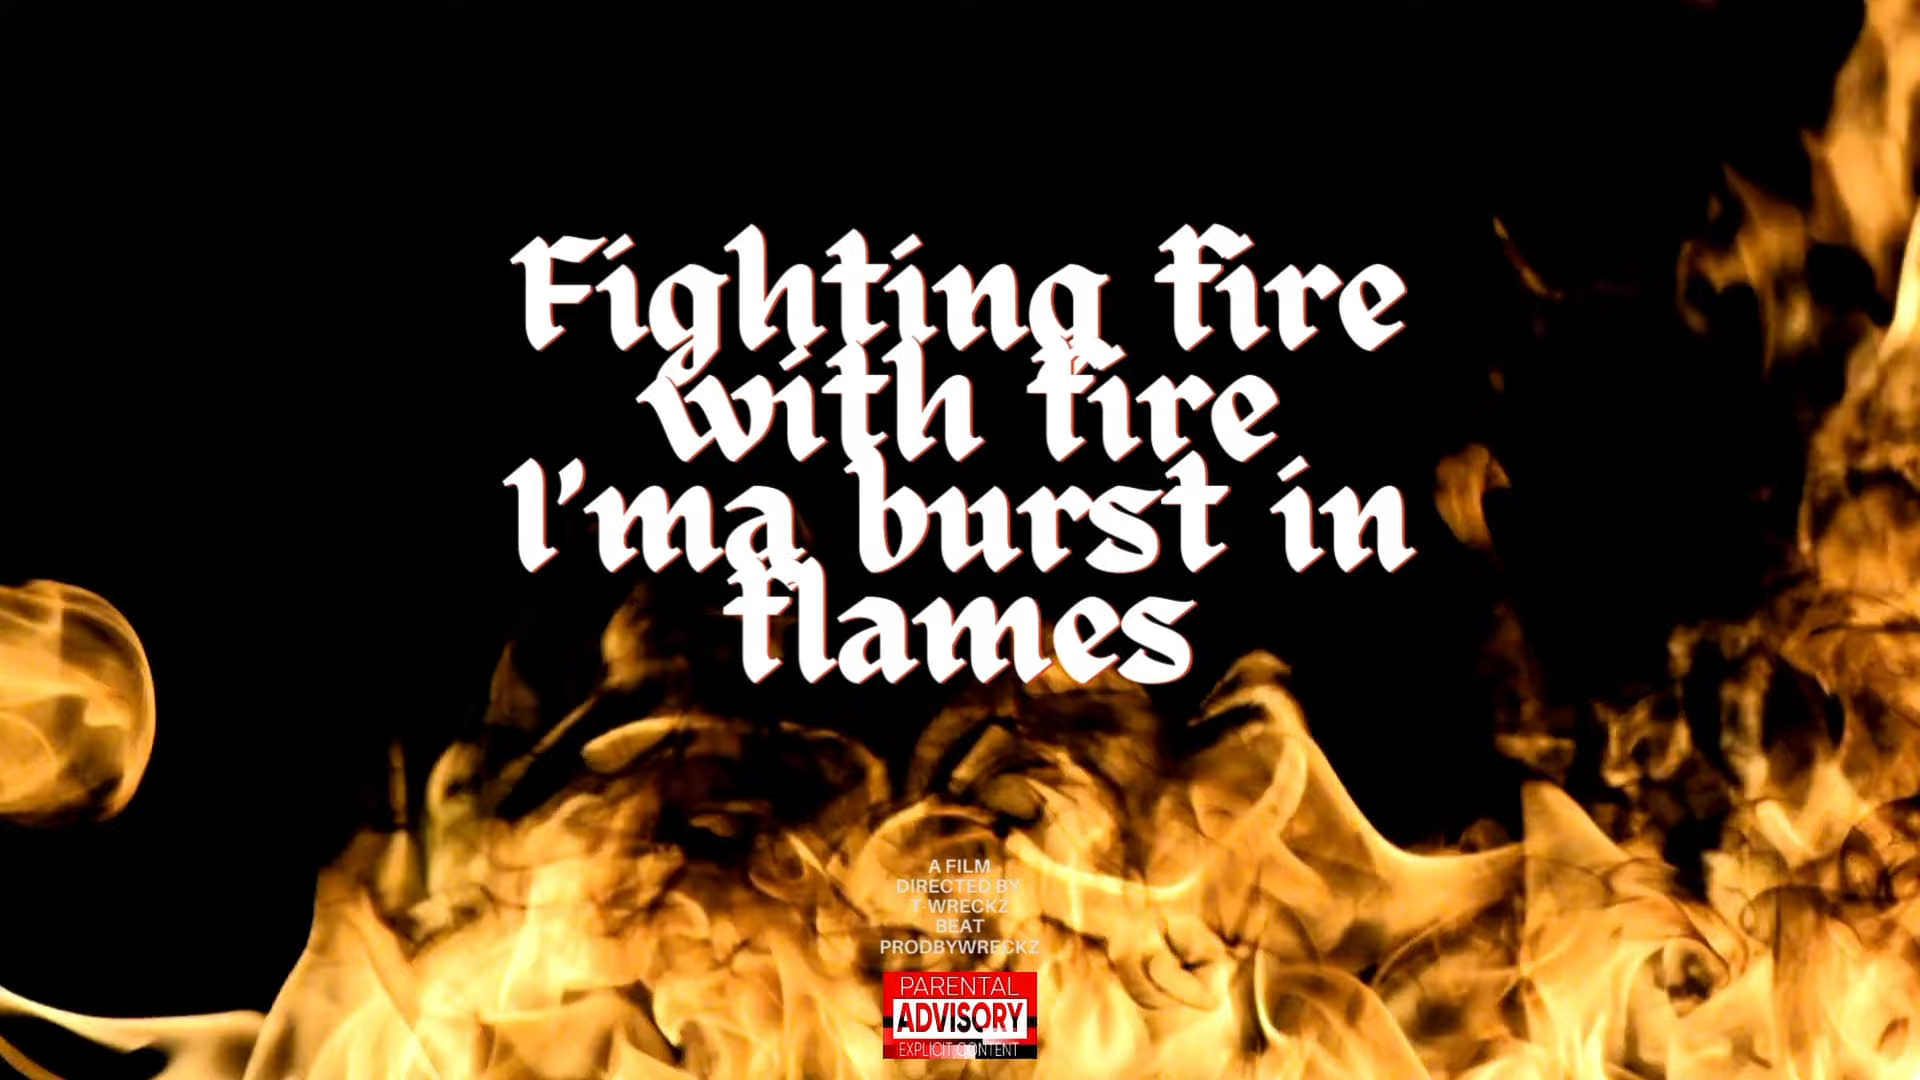 Fighting fire
with fire
I'ma burst in
flames
A FILM
DIRECTED BY
T-WRECKZ
BEAT
PRODBYWRECKZ
PARENTAL
ADVISORY
EXPLICIT CONTENT